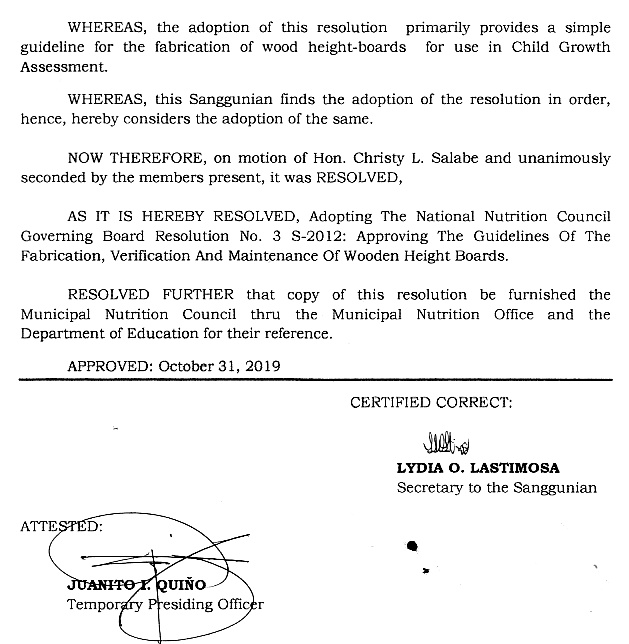 WHEREAS, the adoption of this resolution primarily provides a simple
guideline for the fabrication of wood height-boards for use in Child Growth
Assessment.
WHEREAS, this Sanggunian finds the adoption of the resolution in order,
hence, hereby considers the adoption of the same.
NOW THEREFORE, on motion of Hon. Christy L. Salabe and unanimously
seconded by the members present, it was RESOLVED,
AS IT IS HEREBY RESOLVED, Adopting The National Nutrition Council
Governing Board Resolution No. 3 S-2012: Approving The Guidelines Of The
Fabrication, Verification And Maintenance Of Wooden Height Boards.
RESOLVED FURTHER that copy of this resolution be furnished the
Municipal Nutrition Council thru the Municipal Nutrition Office and the
Department of Education for their reference.
APPROVED: October 31, 2019
CERTIFIED CORRECT:
LYDIA O. LASTIMOSA
Secretary to the Sanggunian
ATTESTED:
JUANITO QUIÑO
Temporary Presiding Officer